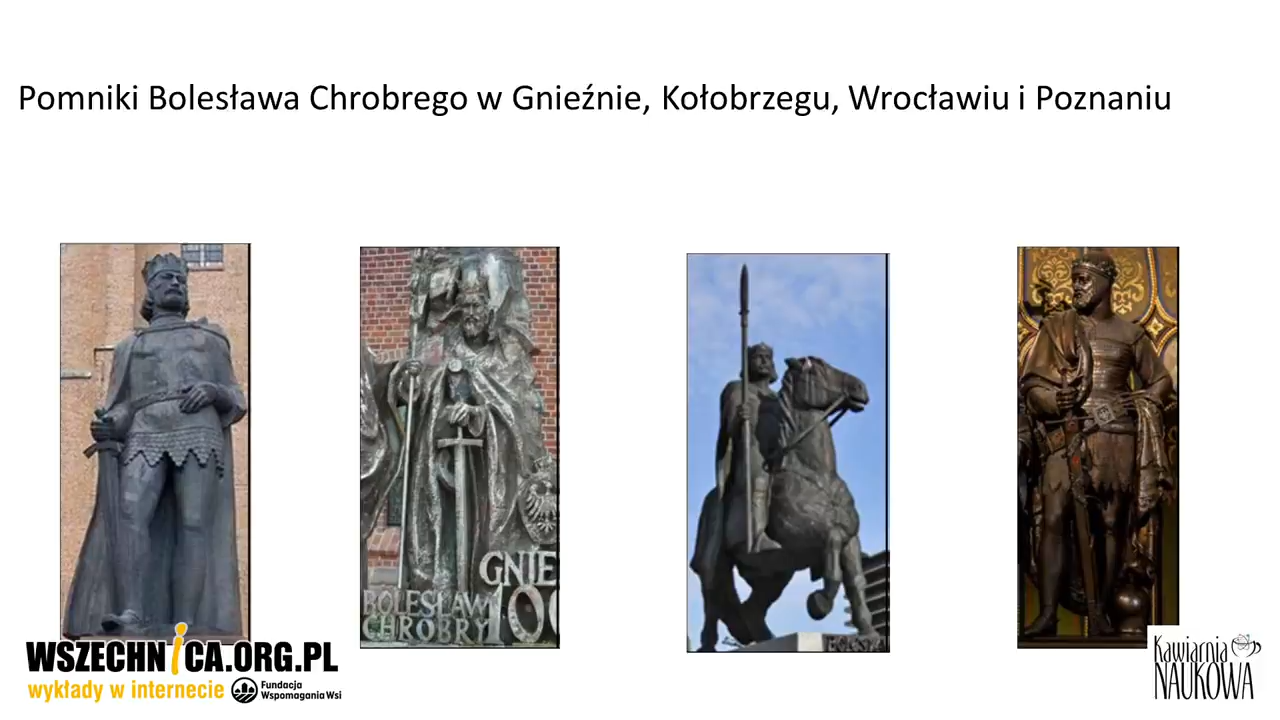 Pomniki Bolesława Chrobrego w Gnieźnie, Kołobrzegu, Wrocławiu i Poznaniu
GNIE
BOLESŁAW
CHROBRY
100
WSZECHNICA.ORG.PL
wykłady w internecie
Fundacja
Wspomagania Wsi
Kawiarnia
NAUKOWA